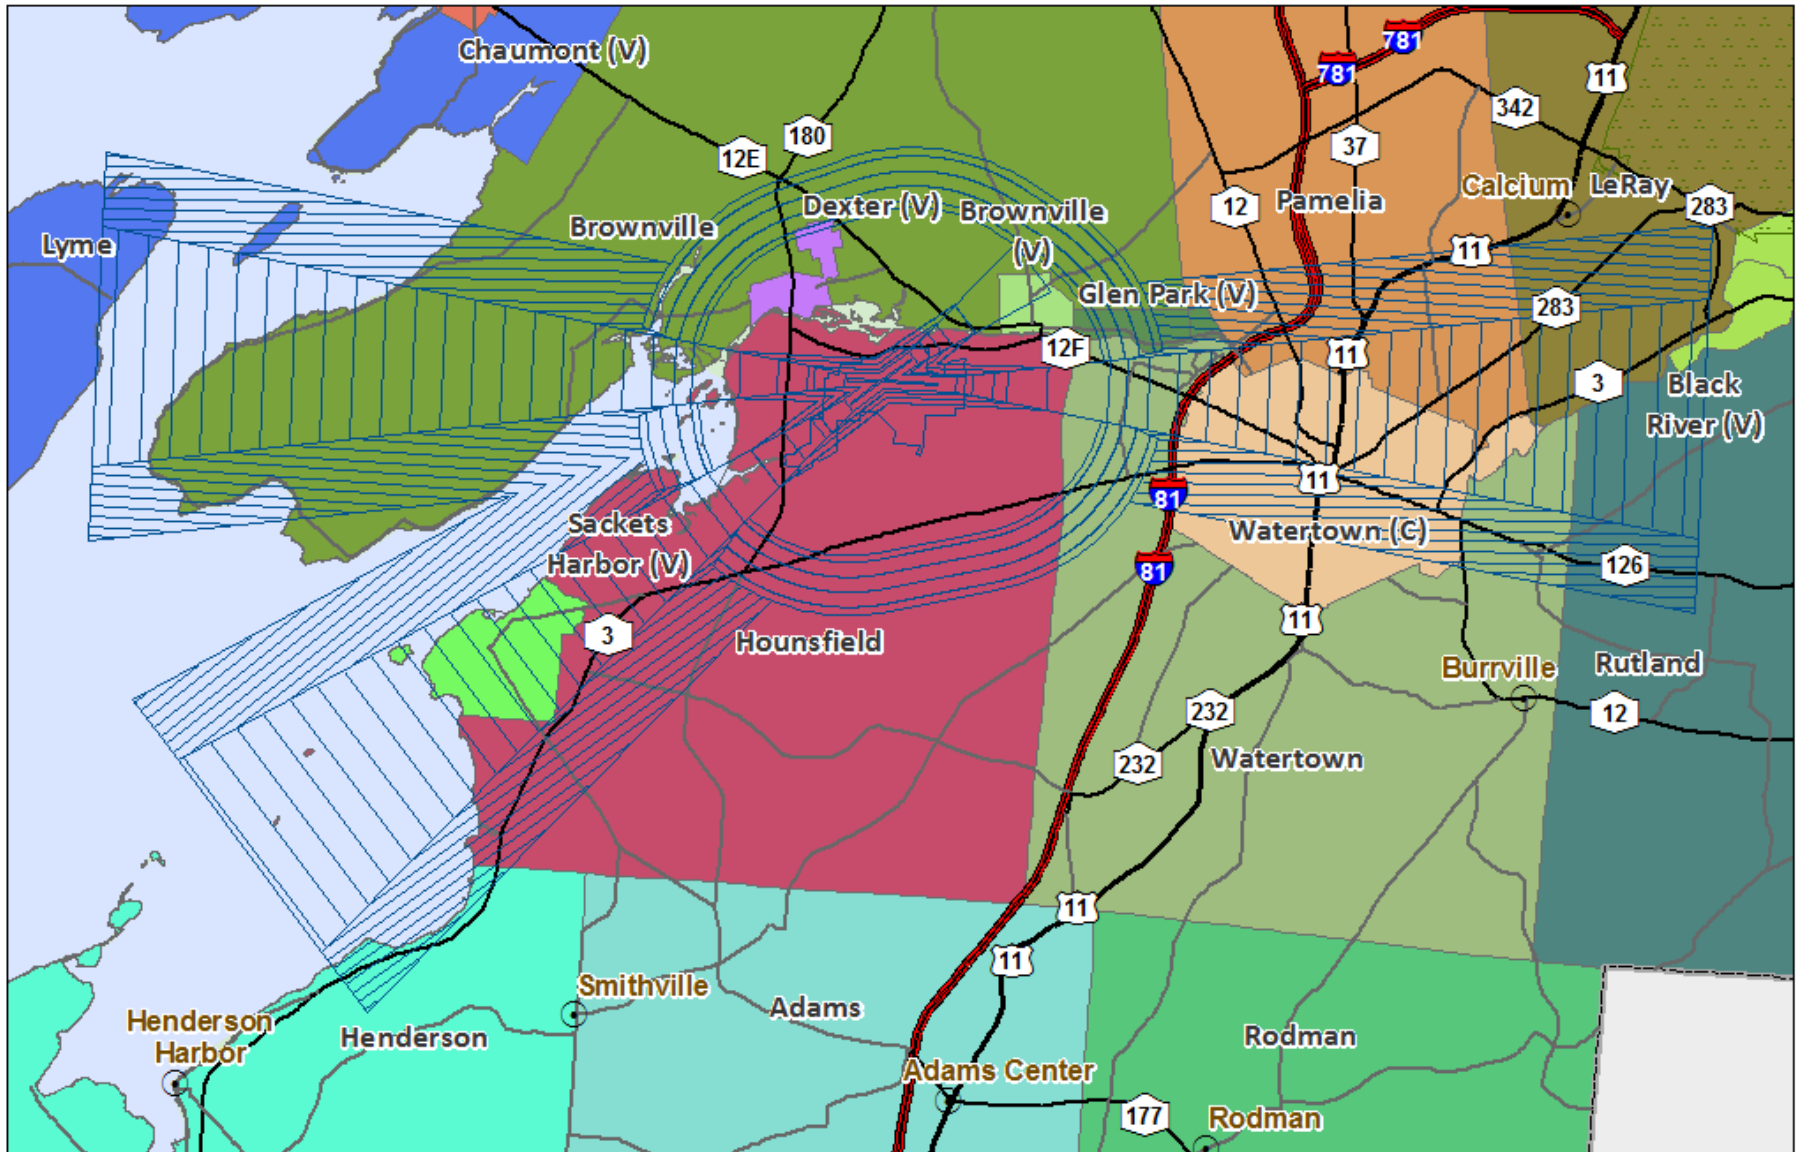 Chaumont (V)
781
781
11
342
180
12E
37
Calcium
LeRay
Pamelia
Dexter (V)
Brownville
(V)
12
283
Brownville
Lyme
11
Glen Park (V)
283
12F
11
3
Black
River (V)
11
81
Sackets
Harbor (V)
Watertown (C)
81
126
3
Hounsfield
11
Burrville
Rutland
232
12
232
Watertown
11
11
Smithville
Adams
Henderson
Harbor
Henderson
Rodman
Adams Center
177
Rodman